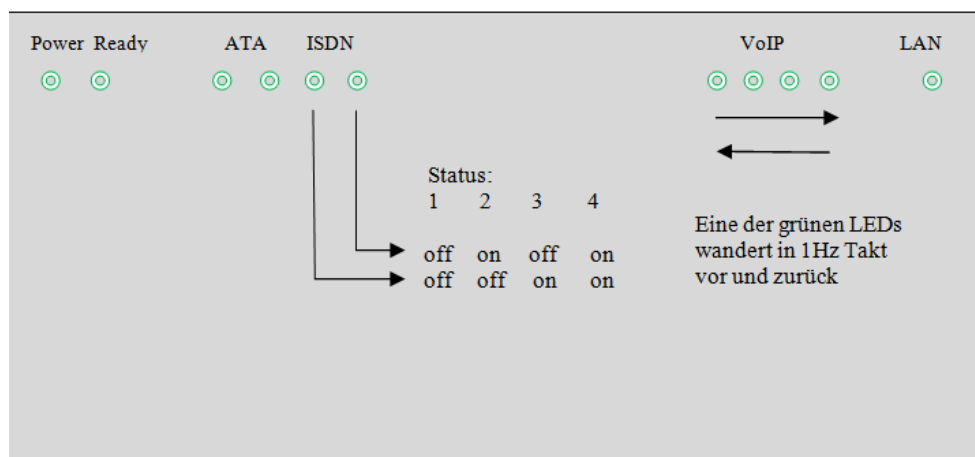 Power Ready ATA ISDN VoIP LAN
Status:
1 2 3 4
off on off on
off off on on
Eine der grünen LEDs
wandert in 1Hz Takt
vor und zurück